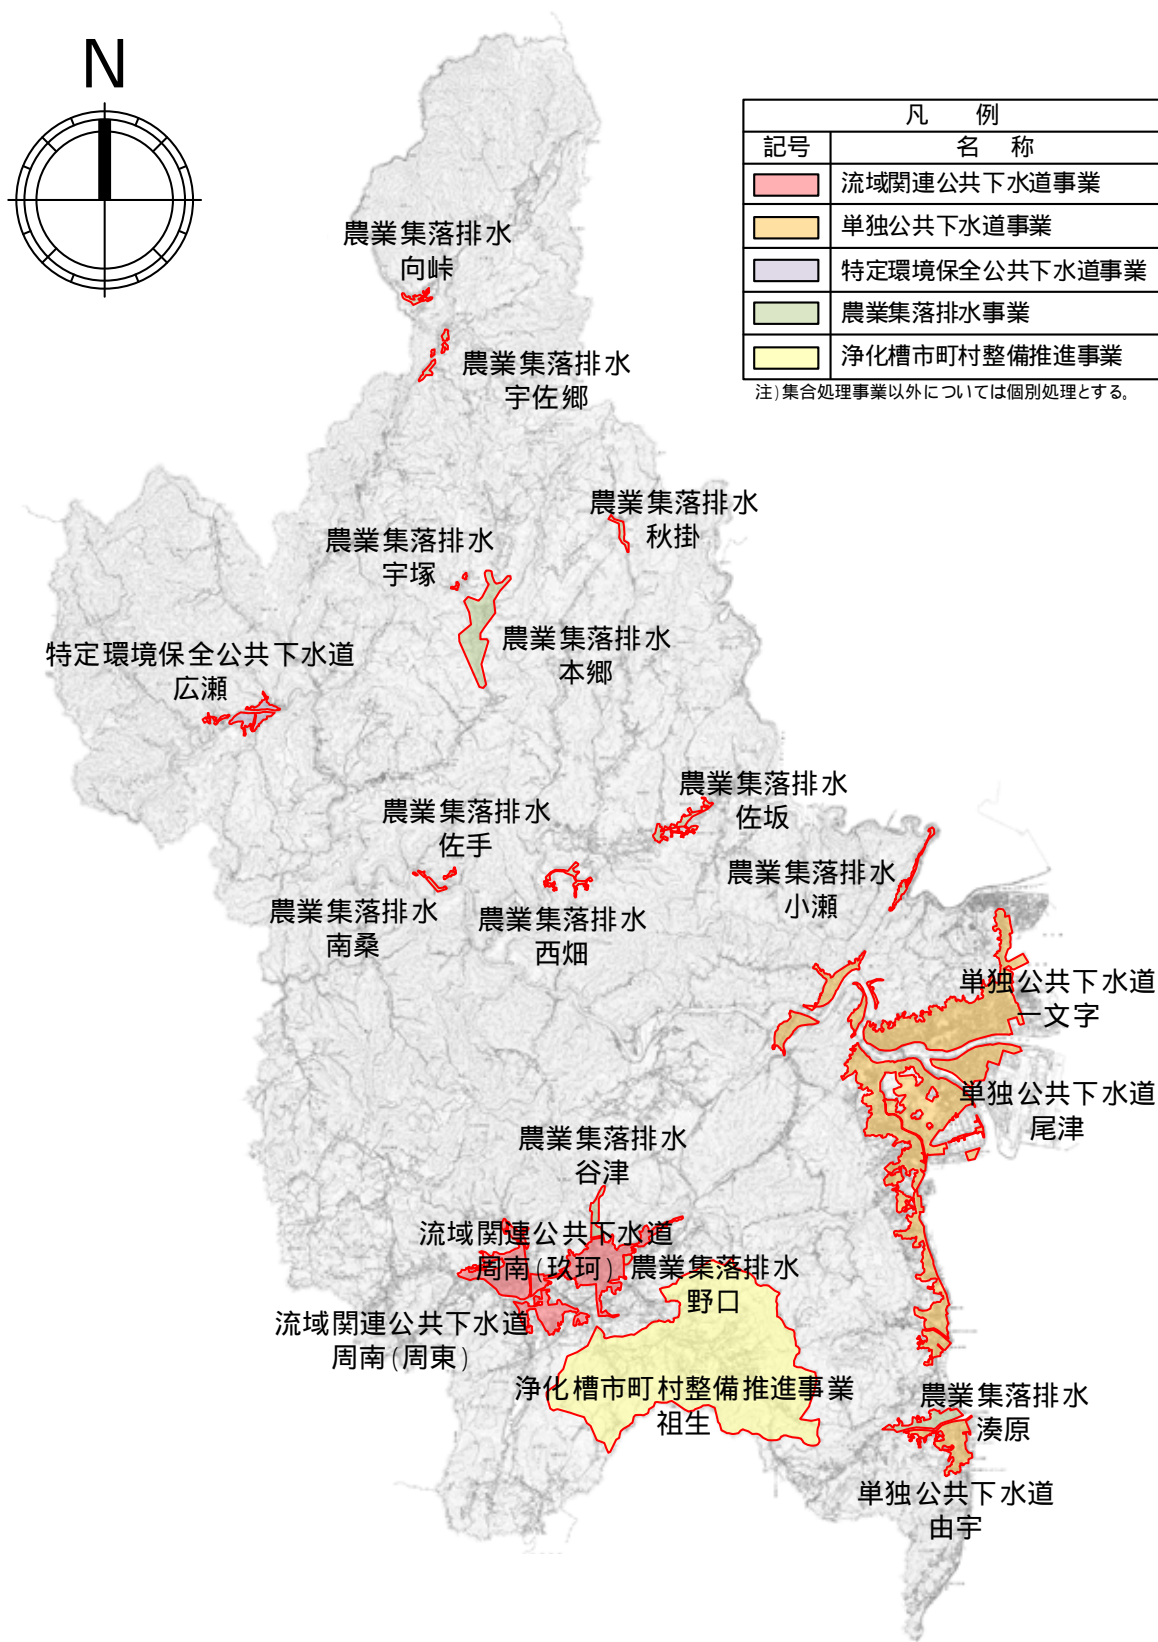 N
凡 例
記号 名 称
流域関連公共下水道事業
単独公共下水道事業
特定環境保全公共下水道事業
農業集落排水事業
浄化槽市町村整備推進事業
注)集合処理事業以外については個別処理とする。
農業集落排水
向峠
農業集落排水
宇佐郷
農業集落排水
秋掛
農業集落排水
宇塚
農業集落排水
本郷
特定環境保全公共下水道
広瀬
農業集落排水
佐坂
農業集落排水
佐手
農業集落排水
小瀬
農業集落排水
南桑
農業集落排水
西畑
単独公共下水道
一文字
単独公共下水道
尾津
農業集落排水
谷津
流域関連公共下水道
周南(玖珂)
農業集落排水
野口
流域関連公共下水道
周南(周東)
浄化槽市町村整備推進事業
祖生
農業集落排水
湊原
単独公共下水道
由宇